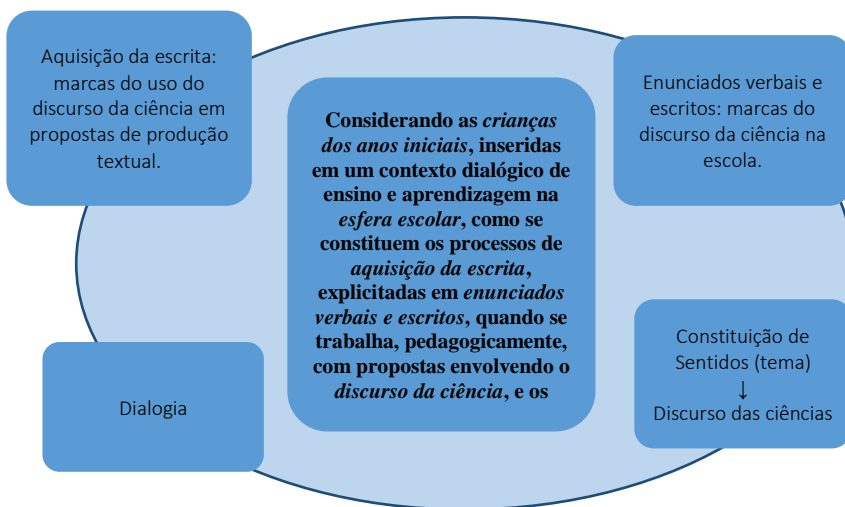 Aquisição da escrita:
marcas do uso do
discurso da ciência em
propostas de produção
textual.
Enunciados verbais e
escritos: marcas do
discurso da ciência na
escola.
Considerando as crianças
dos anos iniciais, inseridas
em um contexto dialógico de
ensino e aprendizagem na
esfera escolar, como se
constituem os processos de
aquisição da escrita,
explicitadas em enunciados
verbais e escritos, quando se
trabalha, pedagogicamente,
com propostas envolvendo o
discurso da ciência, e os
Dialogia
Constituição de
Sentidos (tema)
↓
Discurso das ciências